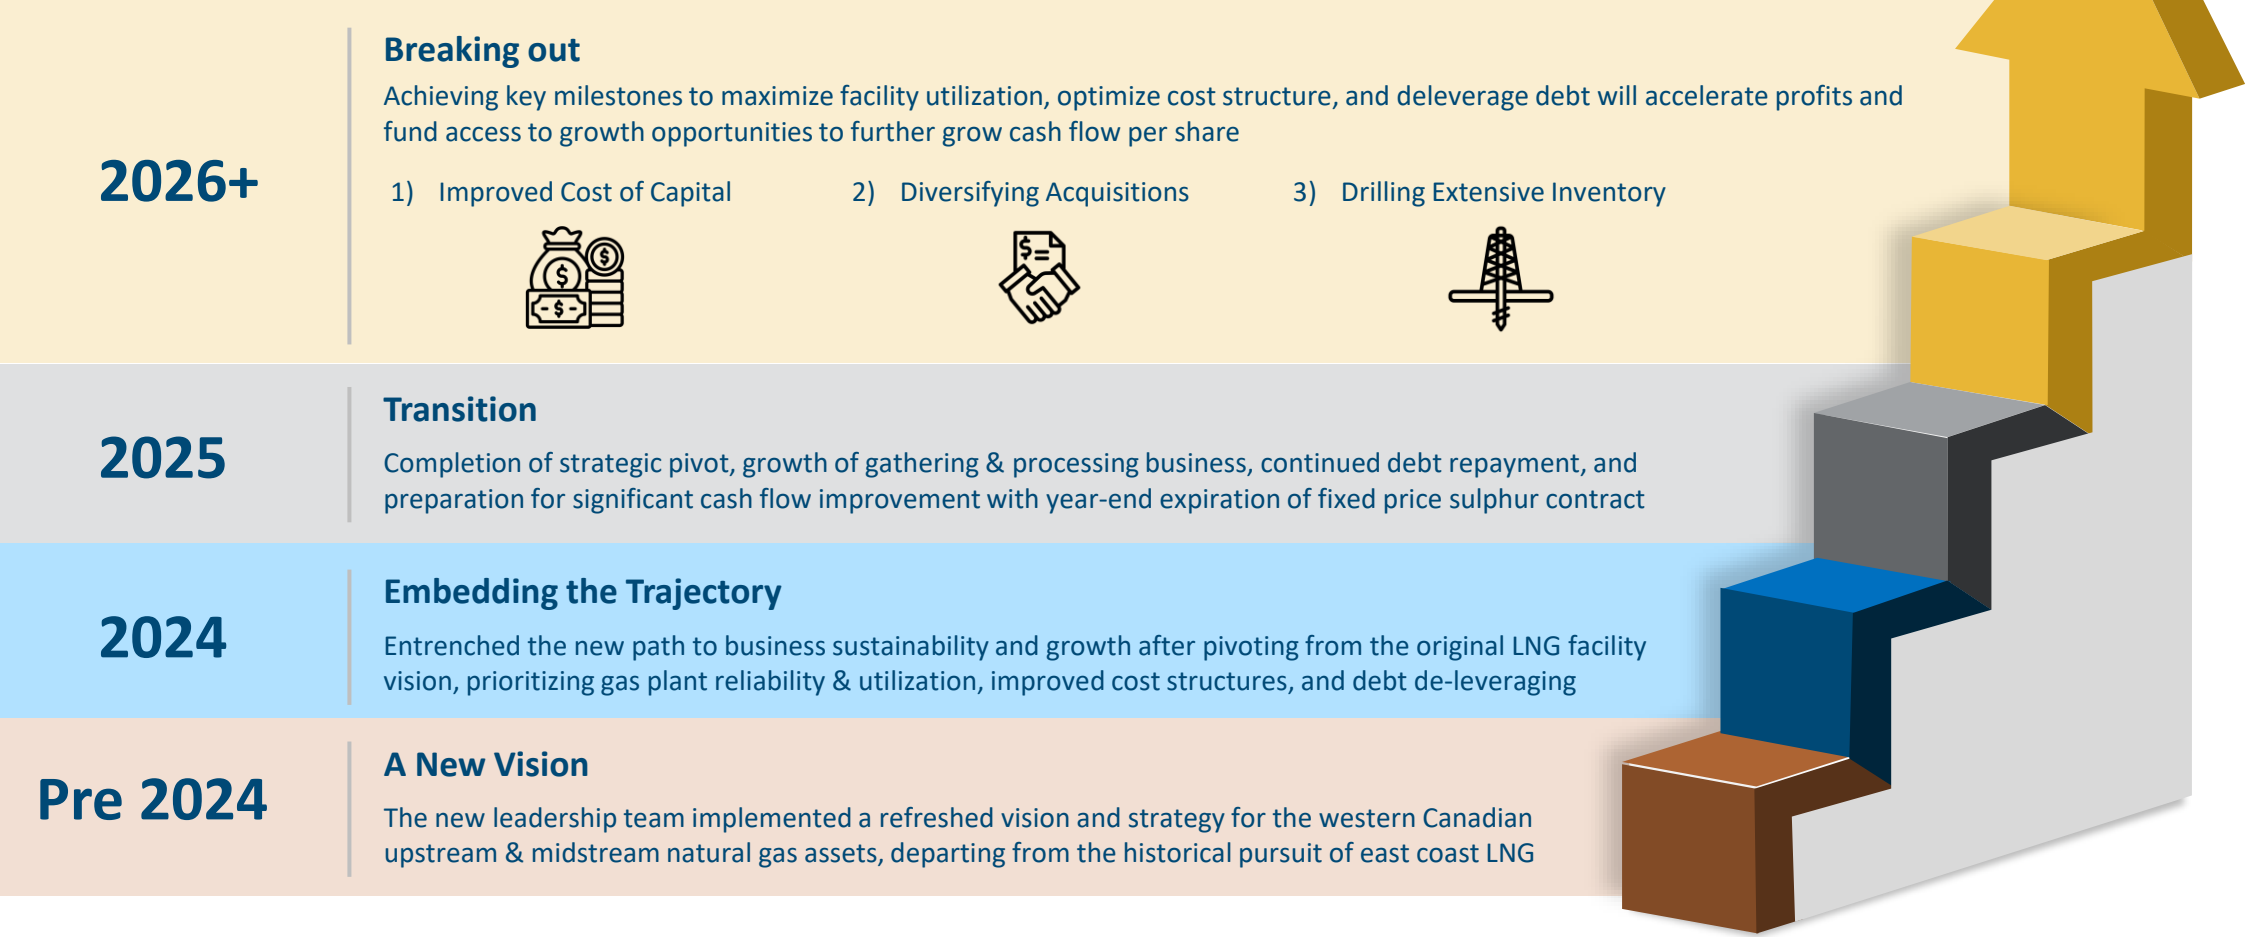 2026+
Breaking out
Achieving key milestones to maximize facility utilization, optimize cost structure, and deleverage debt will accelerate profits and
fund access to growth opportunities to further grow cash flow per share
1) Improved Cost of Capital
2) Diversifying Acquisitions
3) Drilling Extensive Inventory
2025
Transition
Completion of strategic pivot, growth of gathering & processing business, continued debt repayment, and
preparation for significant cash flow improvement with year-end expiration of fixed price sulphur contract
2024
Embedding the Trajectory
Entrenched the new path to business sustainability and growth after pivoting from the original LNG facility
vision, prioritizing gas plant reliability & utilization, improved cost structures, and debt de-leveraging
Pre 2024
A New Vision
The new leadership team implemented a refreshed vision and strategy for the western Canadian
upstream & midstream natural gas assets, departing from the historical pursuit of east coast LNG